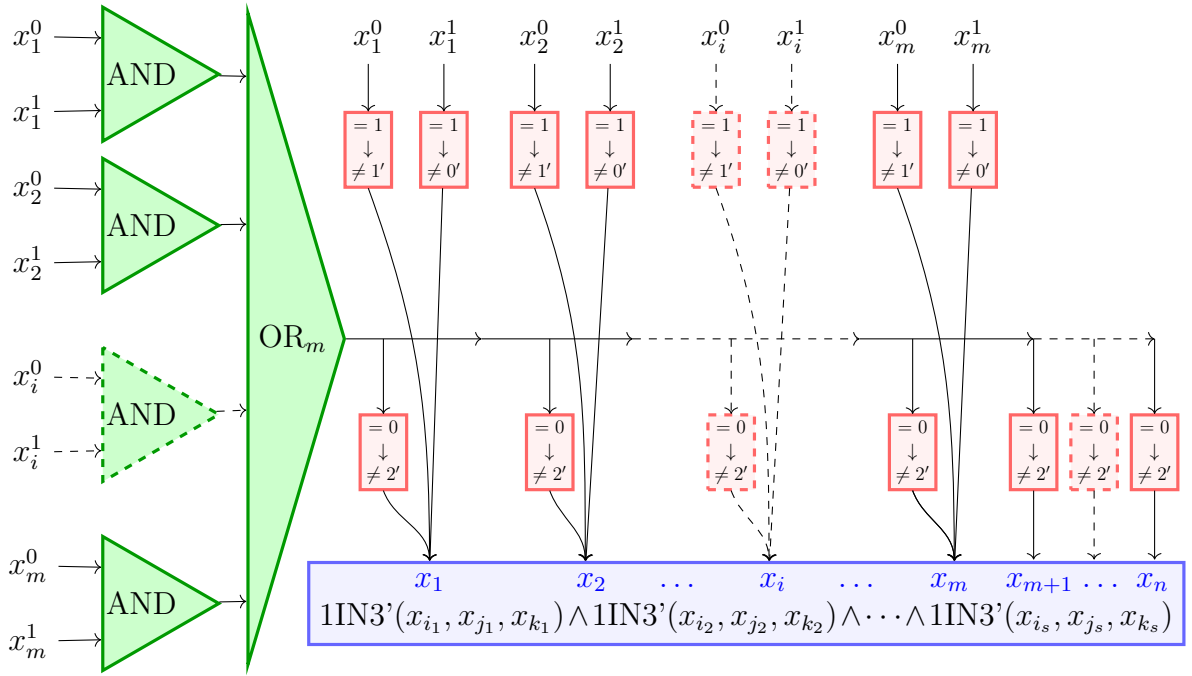 x_1^0
x_1^1
AND
x_2^0
x_2^1
AND
x_i^0
x_i^1
AND
x_m^0
x_m^1
AND
OR_m
x_1^0 x_1^1 x_2^0 x_2^1 x_i^0 x_i^1 x_m^0 x_m^1
= 1 = 1 = 1 = 1 = 1 = 1 = 1 = 1
↓ ↓ ↓ ↓ ↓ ↓ ↓ ↓
≠ 1′ ≠ 0′ ≠ 1′ ≠ 0′ ≠ 1′ ≠ 0′ ≠ 1′ ≠ 0′
= 0 = 0 = 0 = 0 = 0 = 0 = 0
↓ ↓ ↓ ↓ ↓ ↓ ↓
≠ 2′ ≠ 2′ ≠ 2′ ≠ 2′ ≠ 2′ ≠ 2′ ≠ 2′
x_1 x_2 … x_i … x_m x_{m+1} … x_n
1IN3'(x_{i_1}, x_{j_1}, x_{k_1}) ∧ 1IN3'(x_{i_2}, x_{j_2}, x_{k_2}) ∧ ⋯ ∧ 1IN3'(x_{i_s}, x_{j_s}, x_{k_s})